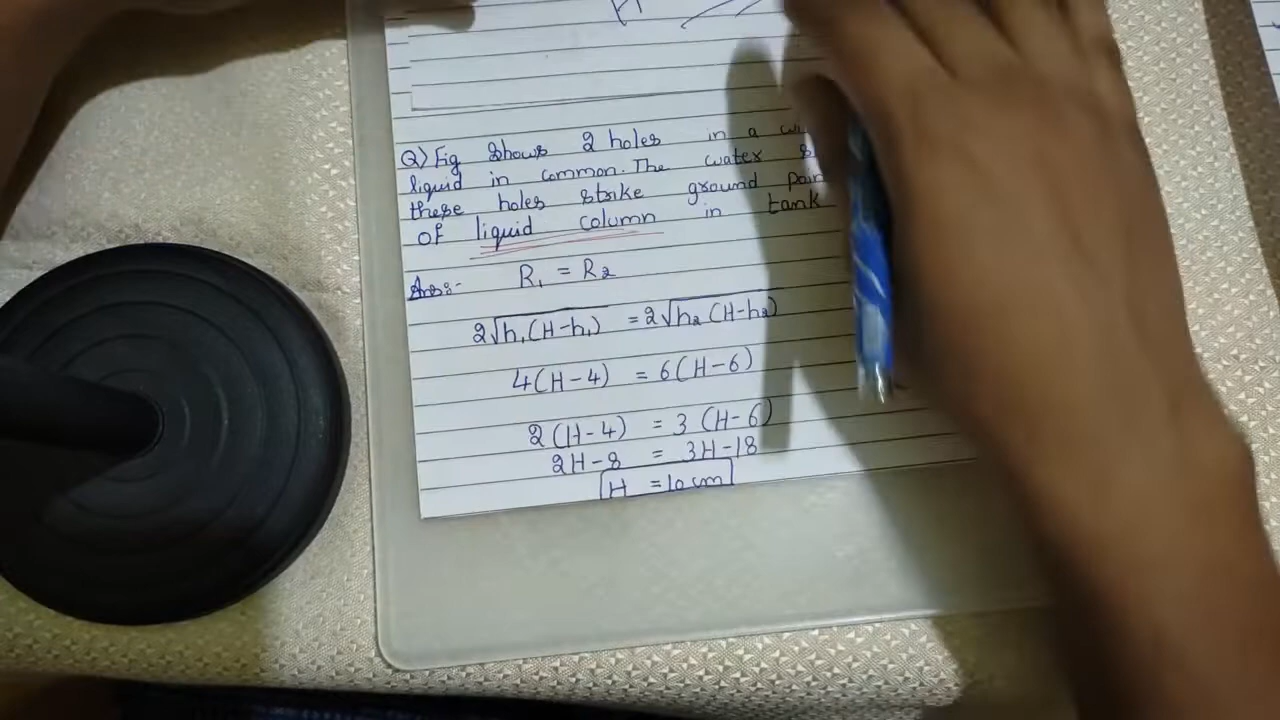 Q) Fig shows 2 holes in a
liquid in common. The water
these holes strike ground
of liquid column in tank
Ans:- R₁ = R₂
2√h₁(H-h₁) = 2√h₂(H-h₂)
4(H-4) = 6(H-6)
2(H-4) = 3(H-6)
2H-8 = 3H-18
H = 10 cm